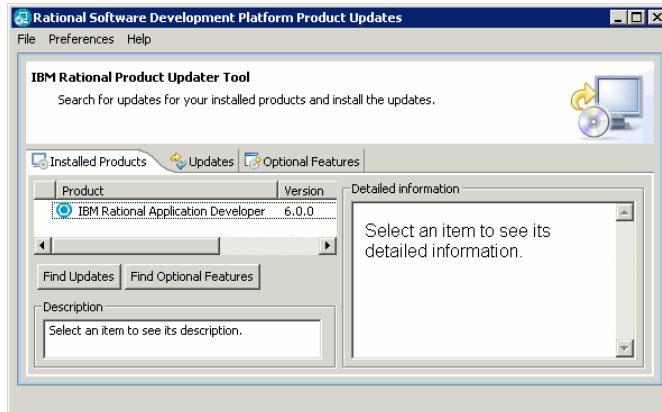 Rational Software Development Platform Product Updates
File Preferences Help
IBM Rational Product Updater Tool
Search for updates for your installed products and install the updates.
Installed Products Updates Optional Features
Product Version
IBM Rational Application Developer 6.0.0
Find Updates Find Optional Features
Description
Select an item to see its description.
Detailed information
Select an item to see its
detailed information.